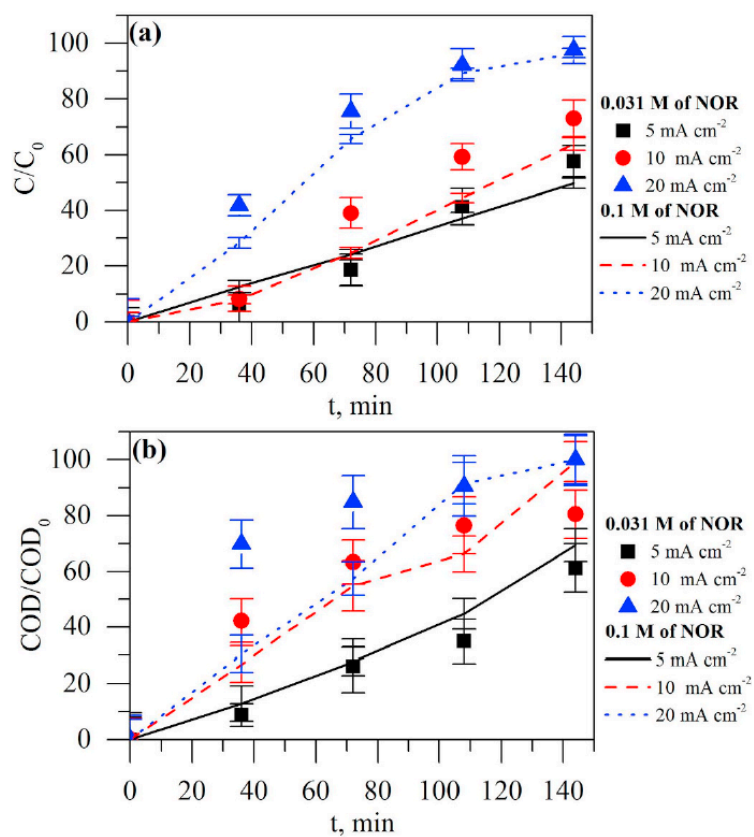 (a)
100
80
60
40
20
0
C/C₀
0 20 40 60 80 100 120 140
t, min
0.031 M of NOR
5 mA cm⁻²
10 mA cm⁻²
20 mA cm⁻²
0.1 M of NOR
5 mA cm⁻²
10 mA cm⁻²
20 mA cm⁻²
(b)
100
80
60
40
20
0
COD/COD₀
0 20 40 60 80 100 120 140
t, min
0.031 M of NOR
5 mA cm⁻²
10 mA cm⁻²
20 mA cm⁻²
0.1 M of NOR
5 mA cm⁻²
10 mA cm⁻²
20 mA cm⁻²